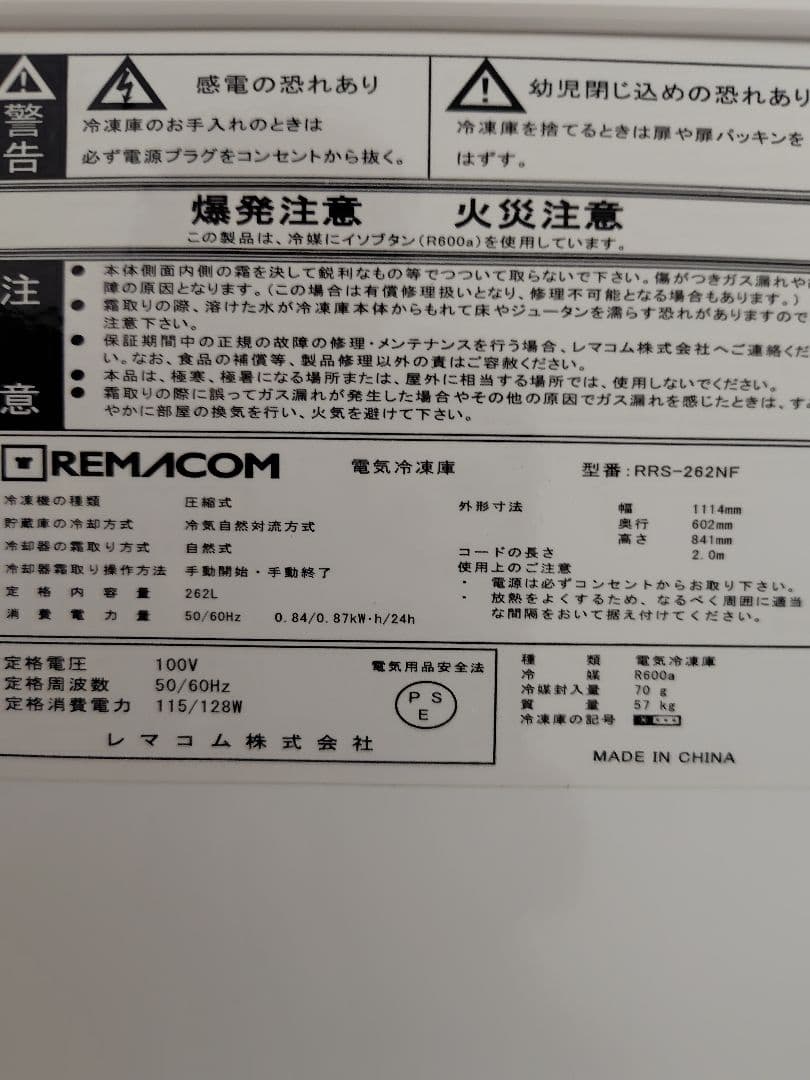 警告
感電の恐れあり
冷凍庫のお手入れのときは
必ず電源プラグをコンセントから抜く。
幼児閉じ込めの恐れあり
冷凍庫を捨てるときは扉や扉パッキンを
はずす。
爆発注意 火災注意
この製品は、冷媒にイソブタン(R600a)を使用しています。
注意
● 本体側面内側の霜を決して鋭利なもの等でつついて取らないで下さい。傷がつきガス漏れや
障の原因となります。(この場合は有償修理扱いとなり、修理不可能となる場合もあります。)
● 霜取りの際、溶けた水が冷凍庫本体からもれて床やジュータンを濡らす恐れがありますので
注意下さい。
● 保証期間中の正規の故障の修理・メンテナンスを行う場合、レマコム株式会社へご連絡くだ
い。なお、食品の補償等、製品修理以外の責はご容赦ください。
● 本品は、極寒、極暑になる場所または、屋外に相当する場所では、使用しないでください。
● 霜取りの際に誤ってガス漏れが発生した場合やその他の原因でガス漏れを感じたときは、す
やかに部屋の換気を行い、火気を避けて下さい。
REMACOM 電気冷凍庫 型番:RRS-262NF
冷凍機の種類 圧縮式
貯蔵庫の冷却方式 冷気自然対流方式
冷却器の霜取り方式 自然式
冷却器霜取り操作方法 手動開始・手動終了
定格内容量 262L
消費電力量 50/60Hz 0.84/0.87kW・h/24h
外形寸法 幅 1114mm
奥行 602mm
高さ 841mm
コードの長さ 2.0m
使用上のご注意
・ 電源は必ずコンセントからお取り下さい。
・ 放熱をよくするため、なるべく周囲に適当
な間隔をおいて据え付けてください。
定格電圧 100V
定格周波数 50/60Hz
定格消費電力 115/128W
電気用品安全法
PSE
レマコム株式会社
種類 電気冷凍庫
冷媒 R600a
冷媒封入量 70 g
質量 57 kg
冷凍庫の記号
MADE IN CHINA